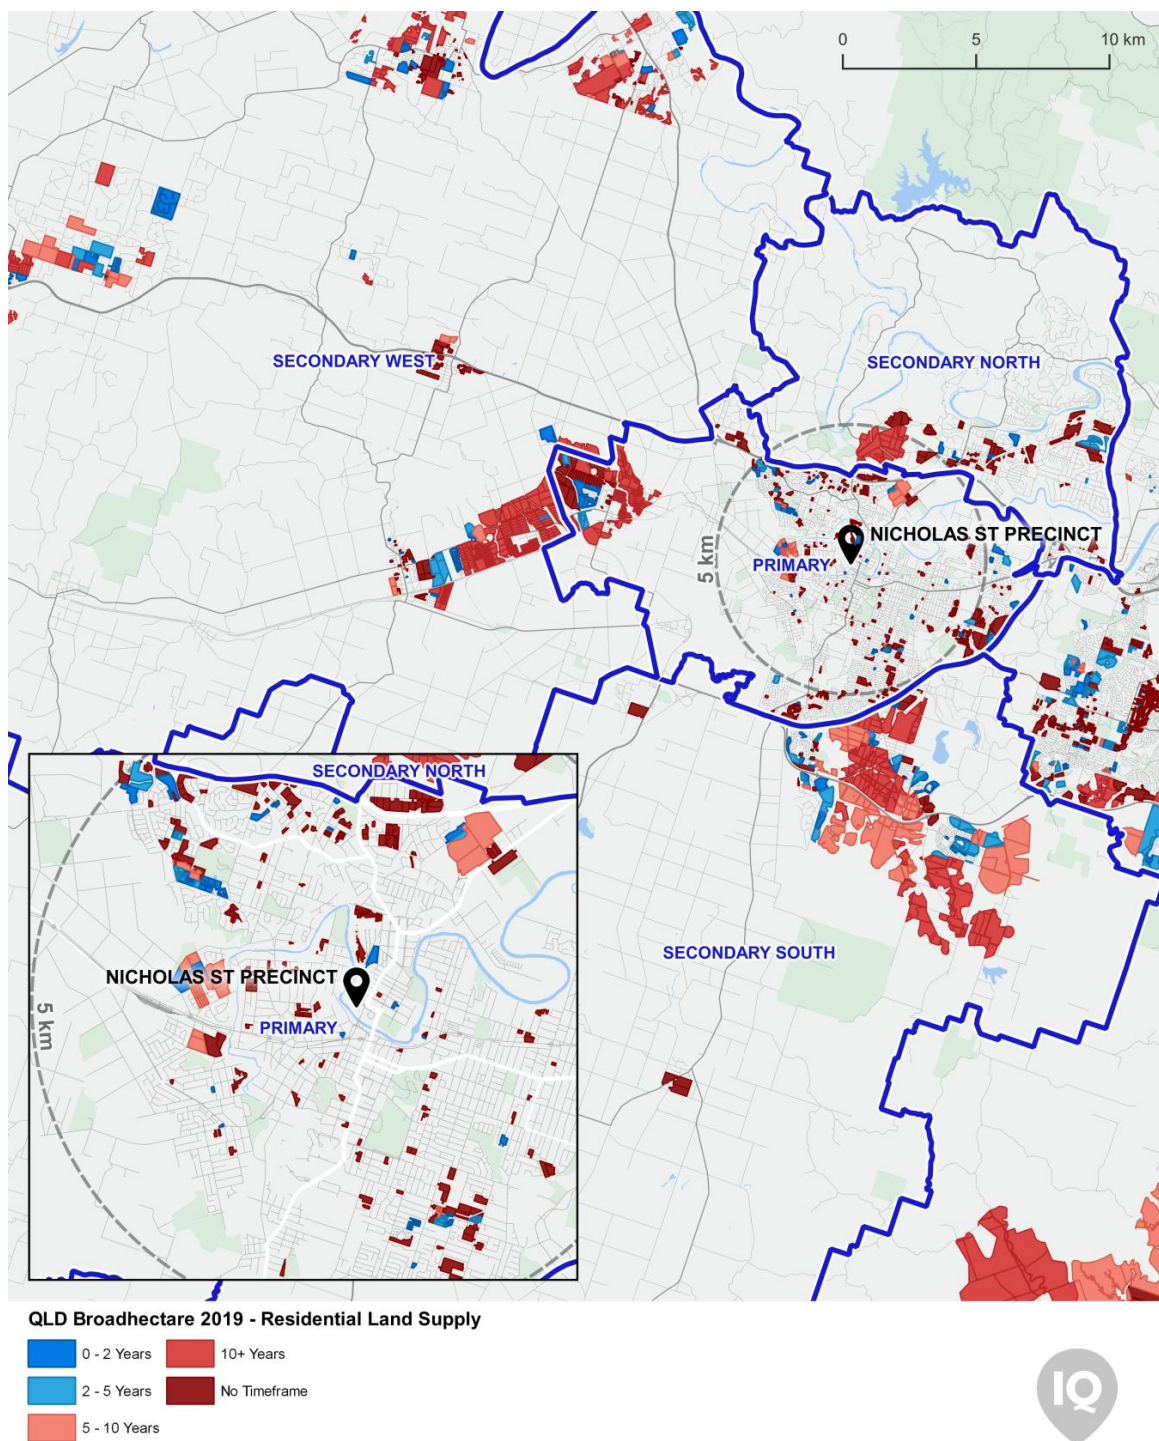 0 5 10 km
SECONDARY WEST
SECONDARY NORTH
NICHOLAS ST PRECINCT
PRIMARY
5 km
SECONDARY SOUTH
SECONDARY NORTH
NICHOLAS ST PRECINCT
PRIMARY
5 km
QLD Broadhectare 2019 - Residential Land Supply
0 - 2 Years
10+ Years
2 - 5 Years
No Timeframe
5 - 10 Years
IQ